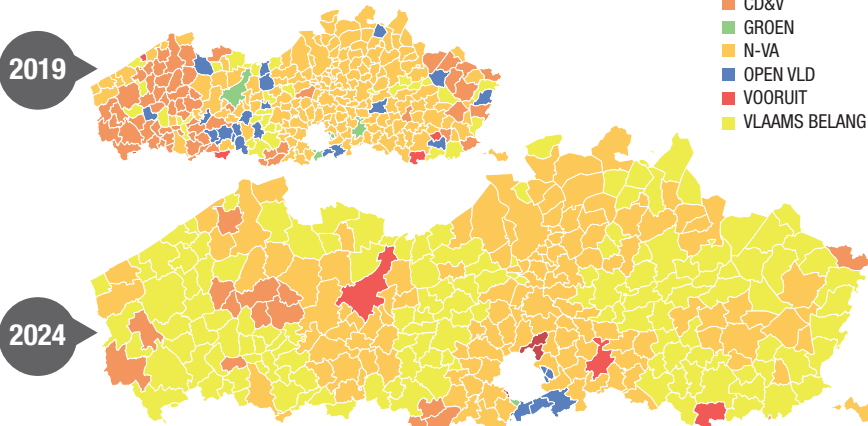 CD&V
GROEN
N-VA
OPEN VLD
VOORUIT
VLAAMS BELANG
2019
2024